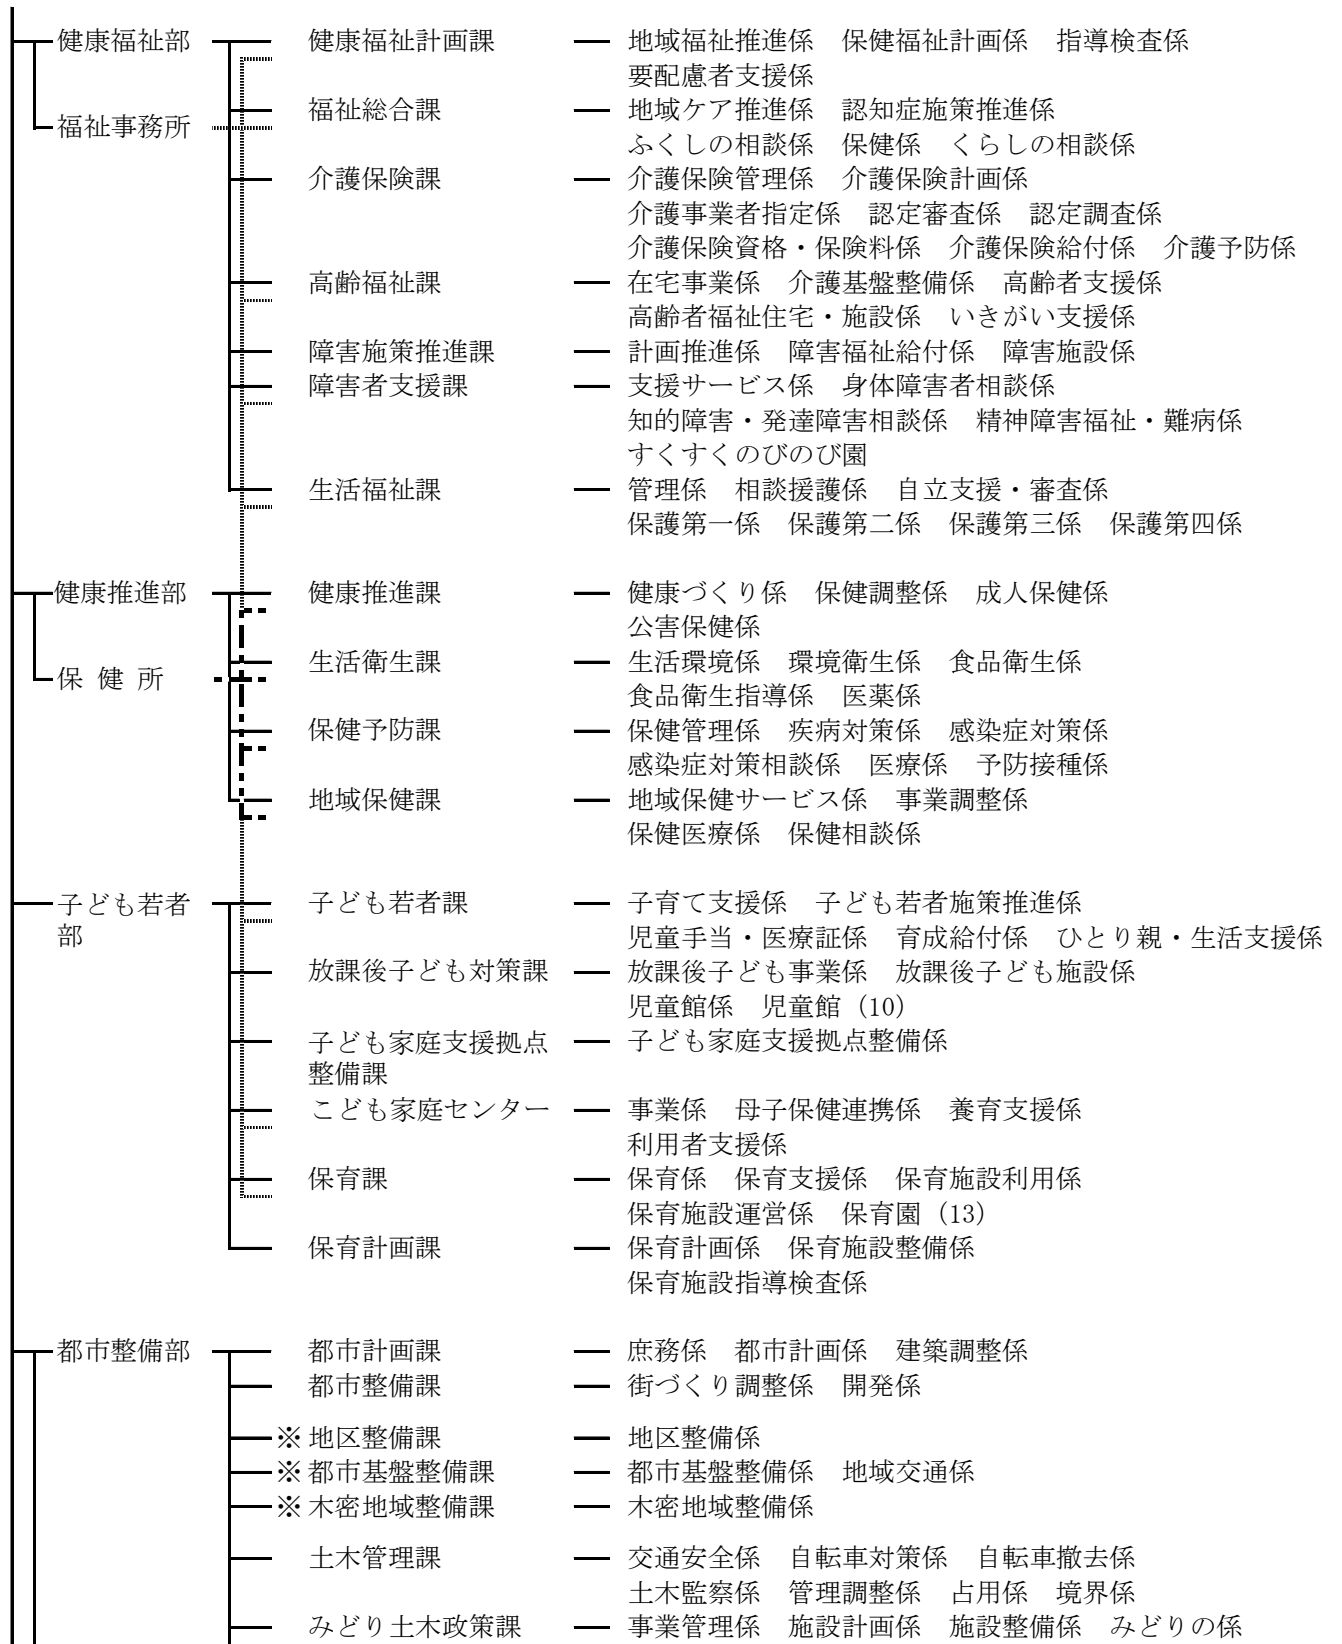 健康福祉部　健康福祉計画課　地域福祉推進係　保健福祉計画係　指導検査係
要配慮者支援係
福祉事務所　福祉総合課　地域ケア推進係　認知症施策推進係
ふくしの相談係　保健係　くらしの相談係
介護保険課　介護保険管理係　介護保険計画係
介護事業者指定係　認定審査係　認定調査係
介護保険資格・保険料係　介護保険給付係　介護予防係
高齢福祉課　在宅事業係　介護基盤整備係　高齢者支援係
高齢者福祉住宅・施設係　いきがい支援係
障害施策推進課　計画推進係　障害福祉給付係　障害施設係
障害者支援課　支援サービス係　身体障害者相談係
知的障害・発達障害相談係　精神障害福祉・難病係
すくすくのびのび園
生活福祉課　管理係　相談援護係　自立支援・審査係
保護第一係　保護第二係　保護第三係　保護第四係
健康推進部　健康推進課　健康づくり係　保健調整係　成人保健係
公害保健係
保健所　生活衛生課　生活環境係　環境衛生係　食品衛生係
食品衛生指導係　医薬係
保健予防課　保健管理係　疾病対策係　感染症対策係
感染症対策相談係　医療係　予防接種係
地域保健課　地域保健サービス係　事業調整係
保健医療係　保健相談係
子ども若者部　子ども若者課　子育て支援係　子ども若者施策推進係
児童手当・医療証係　育成給付係　ひとり親・生活支援係
放課後子ども対策課　放課後子ども事業係　放課後子ども施設係
児童館係　児童館（10）
子ども家庭支援拠点　子ども家庭支援拠点整備係
整備課
こども家庭センター　事業係　母子保健連携係　養育支援係
利用者支援係
保育課　保育係　保育支援係　保育施設利用係
保育施設運営係　保育園（13）
保育計画課　保育計画係　保育施設整備係
保育施設指導検査係
都市整備部　都市計画課　庶務係　都市計画係　建築調整係
都市整備課　街づくり調整係　開発係
※地区整備課　地区整備係
※都市基盤整備課　都市基盤整備係　地域交通係
※木密地域整備課　木密地域整備係
土木管理課　交通安全係　自転車対策係　自転車撤去係
土木監察係　管理調整係　占用係　境界係
みどり土木政策課　事業管理係　施設計画係　施設整備係　みどりの係